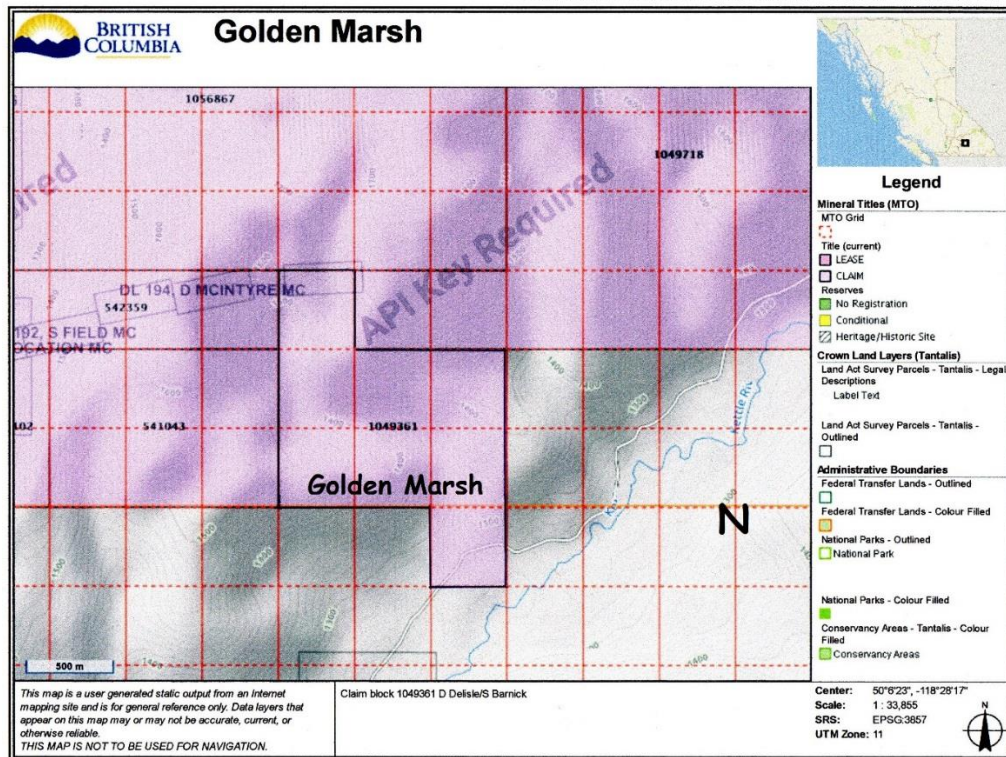 BRITISH
COLUMBIA
Golden Marsh
1056867
1049718
API Key Required
DL 194, D MCINTYRE MC
542359
192, S FIELD MC
OCATION MC
541043
1049361
Golden Marsh
Kettle Riv
N
500 m
Legend
Mineral Titles (MTO)
MTO Grid
Title (current)
LEASE
CLAIM
Reserves
No Registration
Conditional
Heritage/Historic Site
Crown Land Layers (Tantalis)
Land Act Survey Parcels - Tantalis - Legal
Descriptions
Label Text
Land Act Survey Parcels - Tantalis -
Outlined
Administrative Boundaries
Federal Transfer Lands - Outlined
Federal Transfer Lands - Colour Filled
National Parks - Outlined
National Park
National Parks - Colour Filled
Conservancy Areas - Tantalis - Colour
Filled
Conservancy Areas
This map is a user generated static output from an Internet
mapping site and is for general reference only. Data layers that
appear on this map may or may not be accurate, current, or
otherwise reliable.
THIS MAP IS NOT TO BE USED FOR NAVIGATION.
Claim block 1049361 D Delisle/S Barnick
Center: 50°6'23", -118°28'17"
Scale: 1 : 33,855
SRS: EPSG:3857
UTM Zone: 11
N